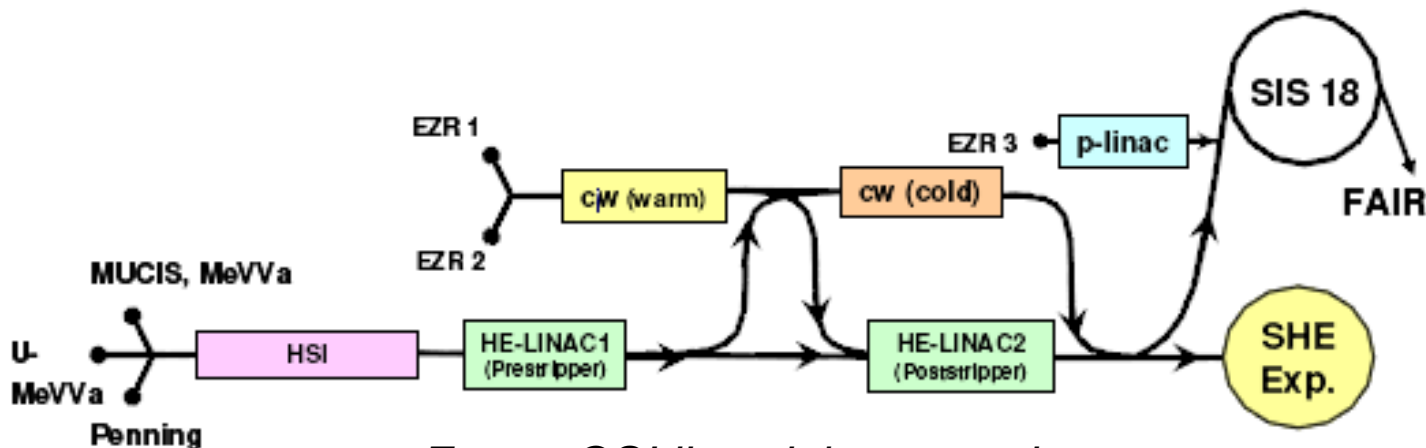 SIS 18
EZR 1
EZR 3
p-linac
cw (warm)
cw (cold)
FAIR
EZR 2
MUCIS, MeVVa
U-
MeVVa
HSI
HE-LINAC1
(Prestripper)
HE-LINAC2
(Poststripper)
SHE
Exp.
Penning